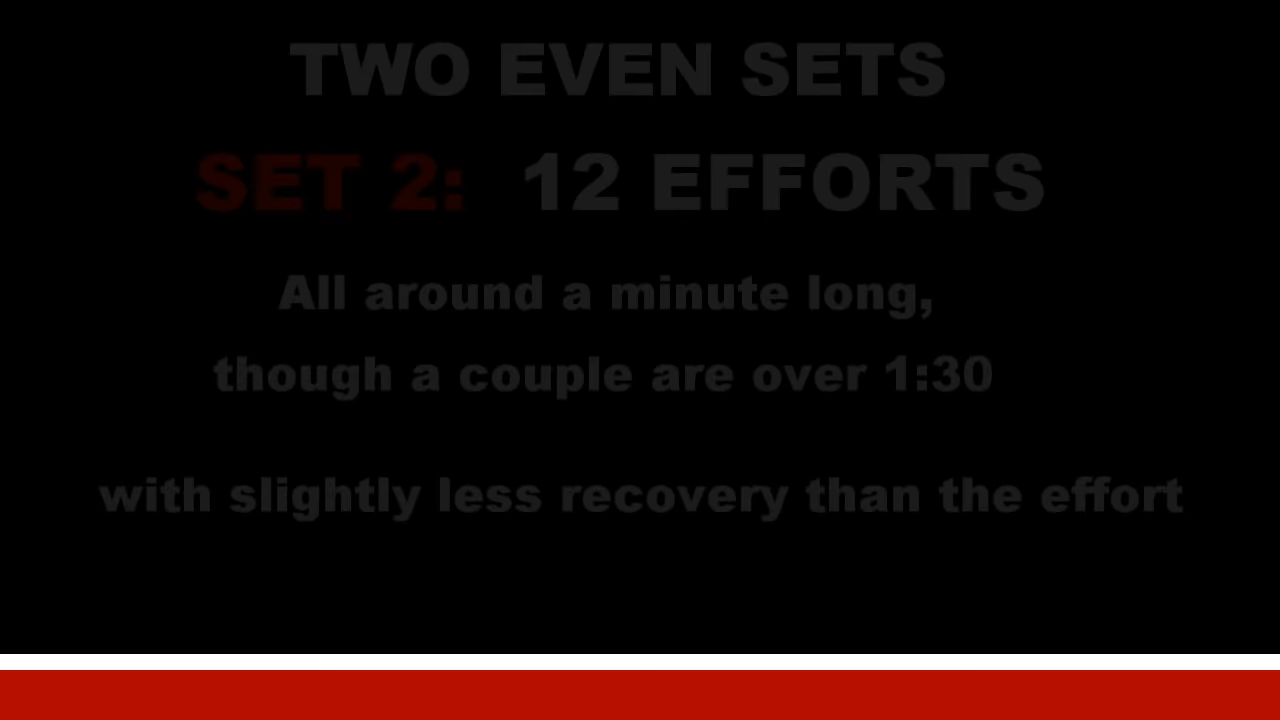 TWO EVEN SETS
SET 2: 12 EFFORTS
All around a minute long,
though a couple are over 1:30
with slightly less recovery than the effort